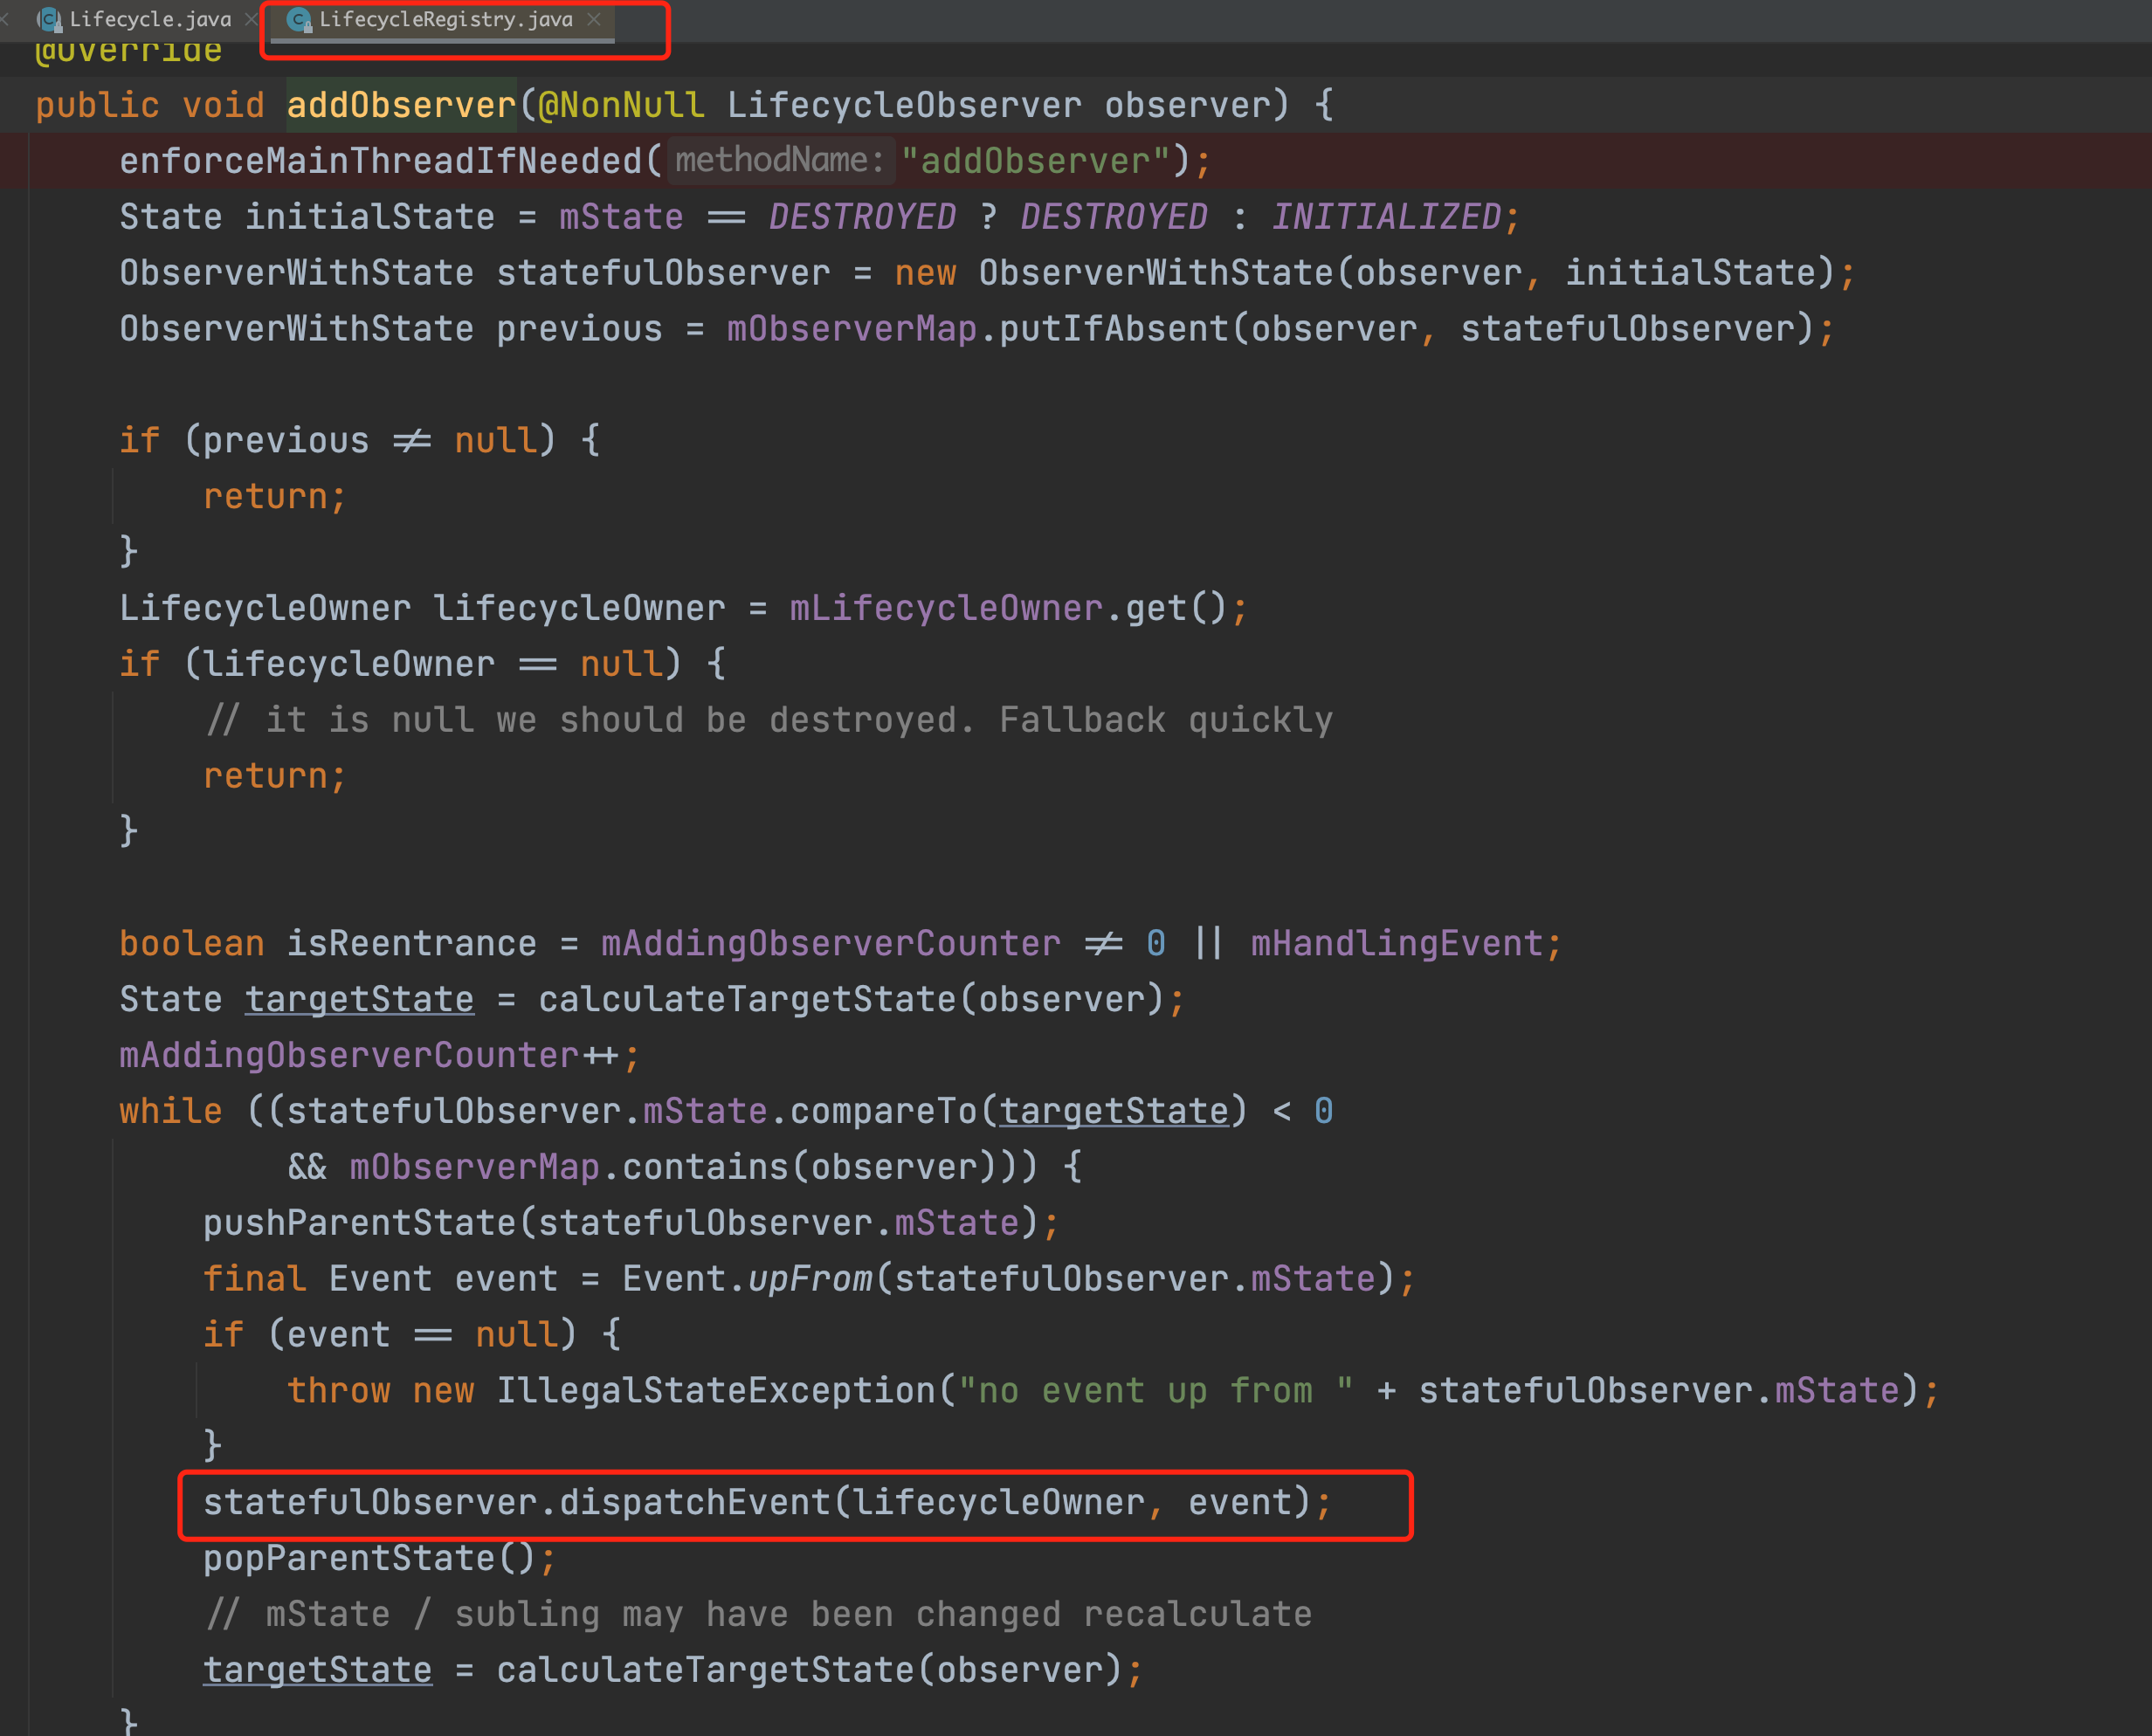 Lifecycle.java LifecycleRegistry.java
@Override
public void addObserver(@NonNull LifecycleObserver observer) {
enforceMainThreadIfNeeded( methodName: "addObserver");
State initialState = mState == DESTROYED ? DESTROYED : INITIALIZED;
ObserverWithState statefulObserver = new ObserverWithState(observer, initialState);
ObserverWithState previous = mObserverMap.putIfAbsent(observer, statefulObserver);
if (previous != null) {
return;
}
LifecycleOwner lifecycleOwner = mLifecycleOwner.get();
if (lifecycleOwner == null) {
// it is null we should be destroyed. Fallback quickly
return;
}
boolean isReentrance = mAddingObserverCounter != 0 || mHandlingEvent;
State targetState = calculateTargetState(observer);
mAddingObserverCounter++;
while ((statefulObserver.mState.compareTo(targetState) < 0
&& mObserverMap.contains(observer))) {
pushParentState(statefulObserver.mState);
final Event event = Event.upFrom(statefulObserver.mState);
if (event == null) {
throw new IllegalStateException("no event up from " + statefulObserver.mState);
}
statefulObserver.dispatchEvent(lifecycleOwner, event);
popParentState();
// mState / subling may have been changed recalculate
targetState = calculateTargetState(observer);
}